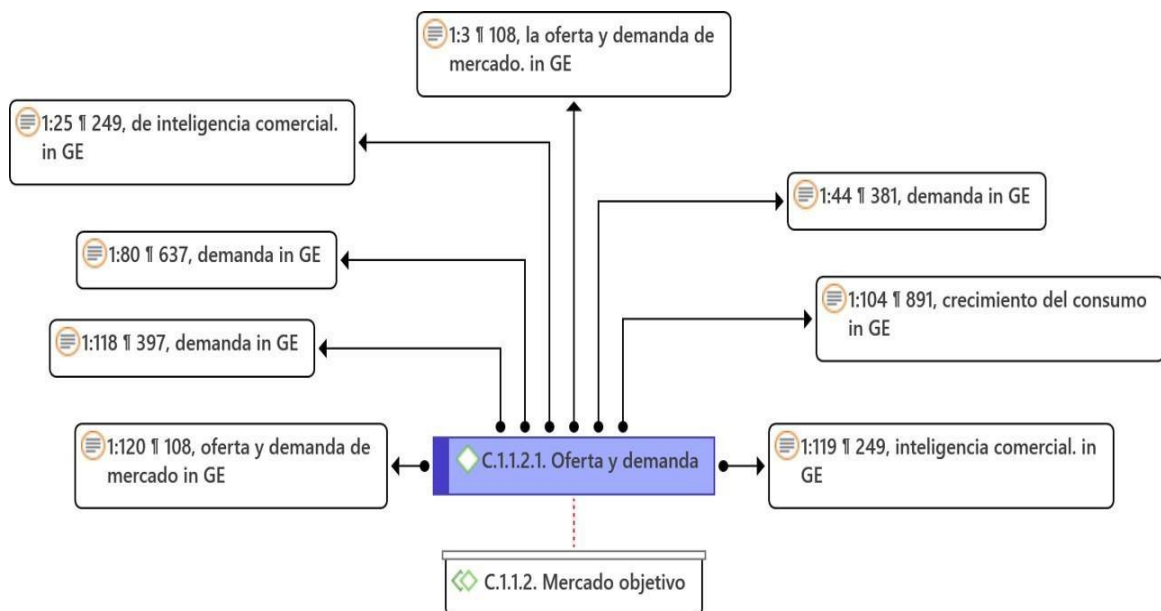 1:3 ¶ 108, la oferta y demanda de
mercado. in GE
1:25 ¶ 249, de inteligencia comercial.
in GE
1:44 ¶ 381, demanda in GE
1:80 ¶ 637, demanda in GE
1:104 ¶ 891, crecimiento del consumo
in GE
1:118 ¶ 397, demanda in GE
1:120 ¶ 108, oferta y demanda de
mercado in GE
C.1.1.2.1. Oferta y demanda
1:119 ¶ 249, inteligencia comercial. in
GE
C.1.1.2. Mercado objetivo